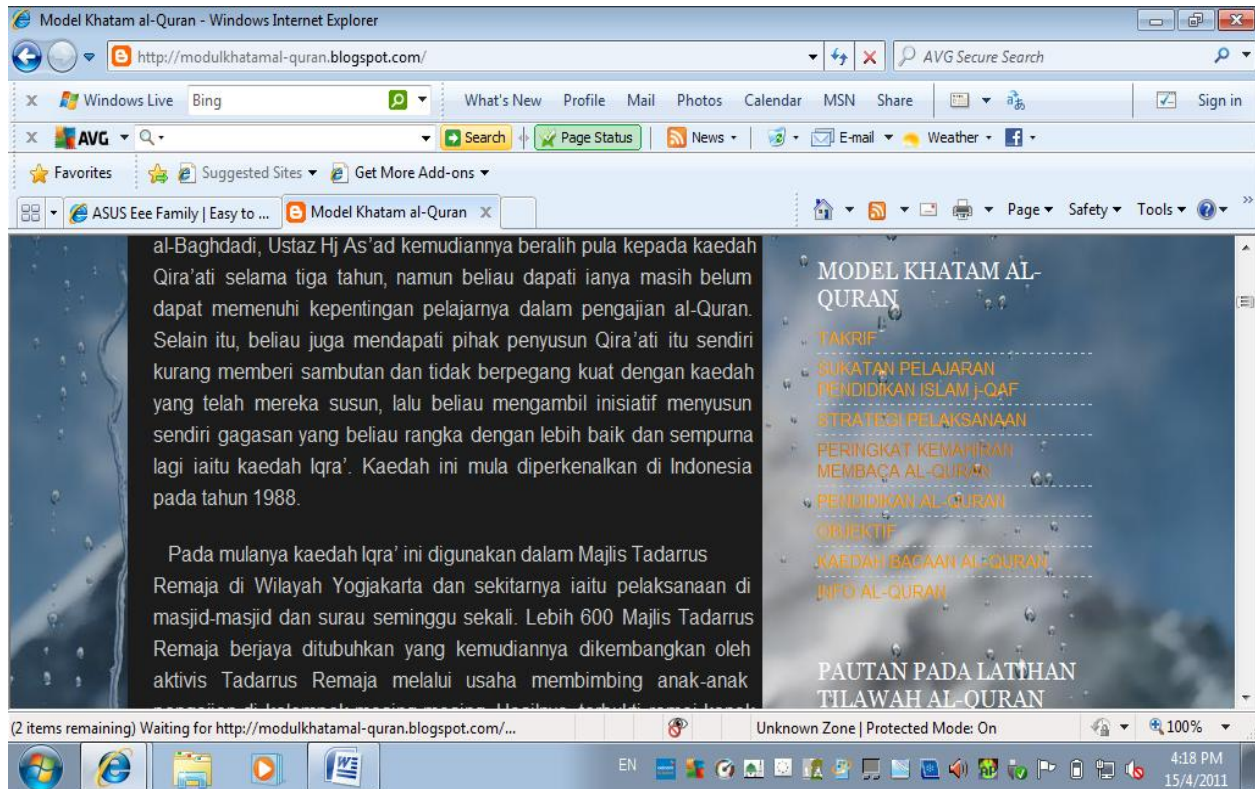 Model Khatam al-Quran - Windows Internet Explorer
http://modulkhatamal-quran.blogspot.com/
AVG Secure Search
x Windows Live Bing What's New Profile Mail Photos Calendar MSN Share Sign in
x AVG Search Page Status News E-mail Weather
Favorites Suggested Sites Get More Add-ons
ASUS Eee Family | Easy to ... Model Khatam al-Quran x Page Safety Tools
al-Baghdadi, Ustaz Hj As'ad kemudiannya beralih pula kepada kaedah
Qira'ati selama tiga tahun, namun beliau dapati ianya masih belum
dapat memenuhi kepentingan pelajarnya dalam pengajian al-Quran.
Selain itu, beliau juga mendapati pihak penyusun Qira'ati itu sendiri
kurang memberi sambutan dan tidak berpegang kuat dengan kaedah
yang telah mereka susun, lalu beliau mengambil inisiatif menyusun
sendiri gagasan yang beliau rangka dengan lebih baik dan sempurna
lagi iaitu kaedah Iqra'. Kaedah ini mula diperkenalkan di Indonesia
pada tahun 1988.
Pada mulanya kaedah Iqra' ini digunakan dalam Majlis Tadarrus
Remaja di Wilayah Yogjakarta dan sekitarnya iaitu pelaksanaan di
masjid-masjid dan surau seminggu sekali. Lebih 600 Majlis Tadarrus
Remaja berjaya ditubuhkan yang kemudiannya dikembangkan oleh
aktivis Tadarrus Remaja melalui usaha membimbing anak-anak
MODEL KHATAM AL-
QURAN
TAKRIF
SUKATAN PELAJARAN
PENDIDIKAN ISLAM j-QAF
STRATEGI PELAKSANAAN
PERINGKAT KEMAHIRAN
MEMBACA AL-QURAN
PENDIDIKAN AL-QURAN
OBJEKTIF
KAEDAH BACAAN AL-QURAN
INFO AL-QURAN
PAUTAN PADA LATIHAN
TILAWAH AL-QURAN
(2 items remaining) Waiting for http://modulkhatamal-quran.blogspot.com/... Unknown Zone | Protected Mode: On 100%
EN 4:18 PM
15/4/2011